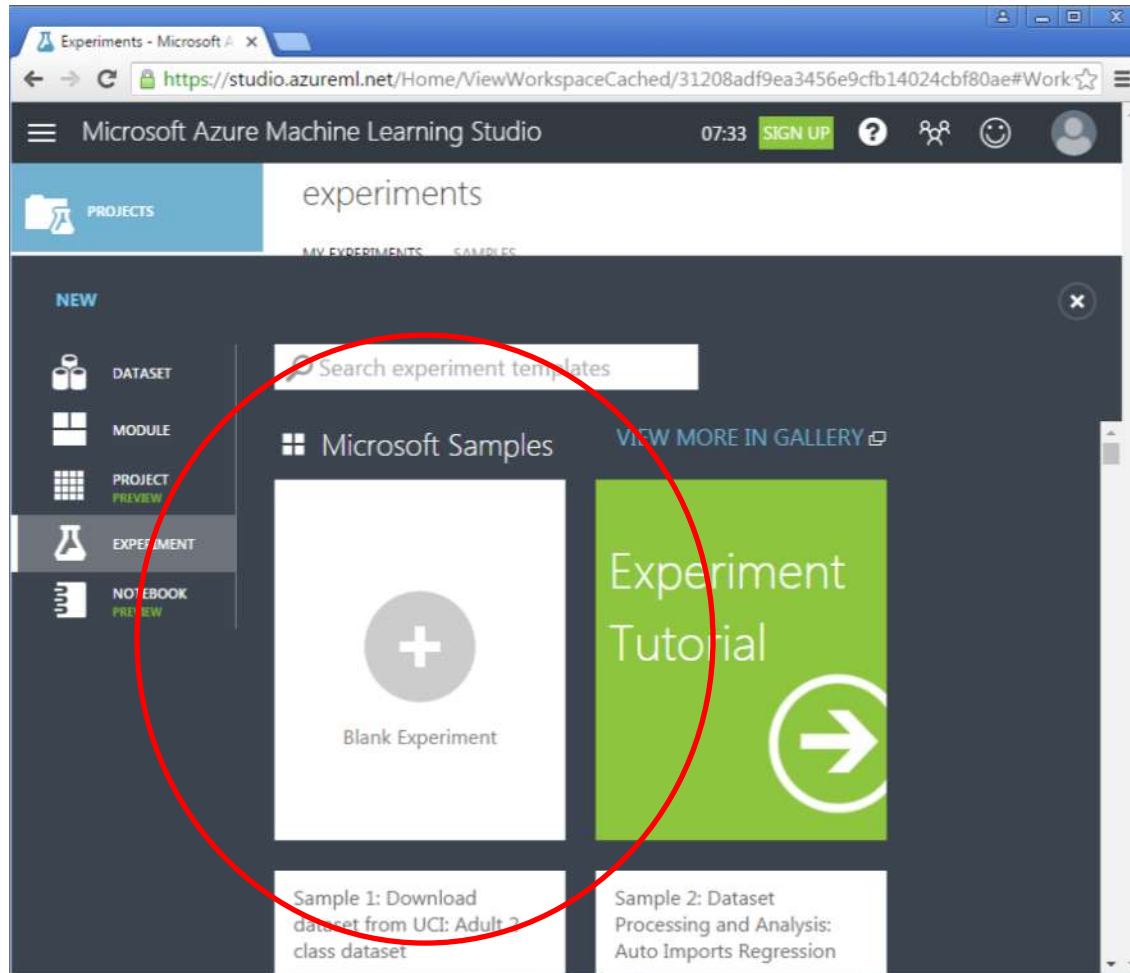 Experiments - Microsoft A
https://studio.azureml.net/Home/ViewWorkspaceCached/31208adf9ea3456e9cfb14024cbf80ae#Work
Microsoft Azure Machine Learning Studio 07:33 SIGN UP ?
PROJECTS
experiments
MY EXPERIMENTS SAMPLES
NEW
DATASET
MODULE
PROJECT
PREVIEW
EXPERIMENT
NOTEBOOK
PREVIEW
Search experiment templates
Microsoft Samples VIEW MORE IN GALLERY
Blank Experiment
Experiment
Tutorial
Sample 1: Download
dataset from UCI: Adult 2
class dataset
Sample 2: Dataset
Processing and Analysis:
Auto Imports Regression